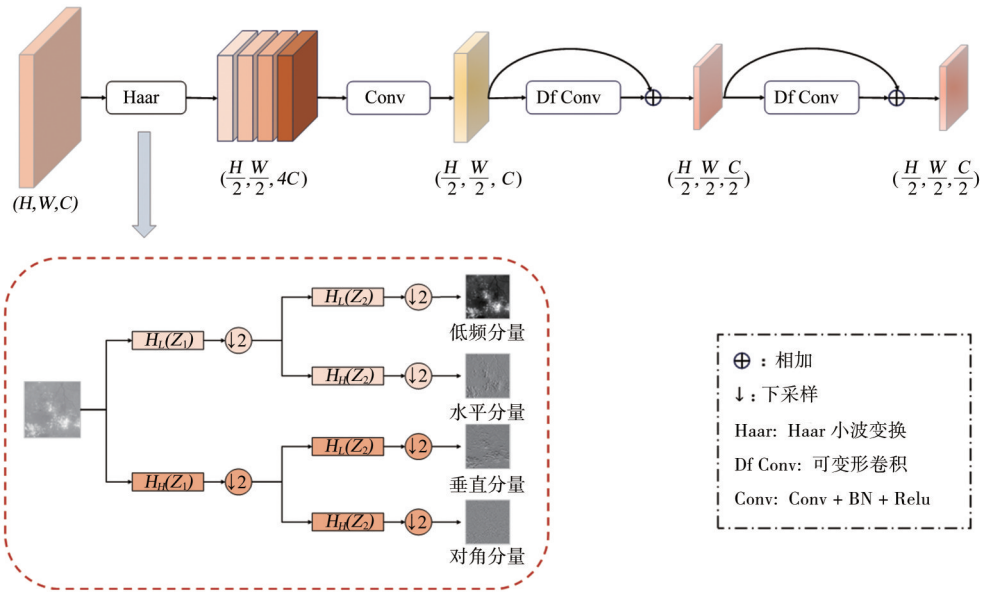 Haar
Conv
Df Conv
Df Conv
(H,W,C)
(H/2, W/2, 4C)
(H/2, W/2, C)
(H/2, W/2, C/2)
(H/2, W/2, C/2)
H_L(Z_1) ↓2
H_L(Z_2) ↓2
低频分量
H_H(Z_2) ↓2
水平分量
H_H(Z_1) ↓2
H_L(Z_2) ↓2
垂直分量
H_H(Z_2) ↓2
对角分量
⊕：相加
↓：下采样
Haar: Haar 小波变换
Df Conv: 可变形卷积
Conv: Conv + BN + Relu